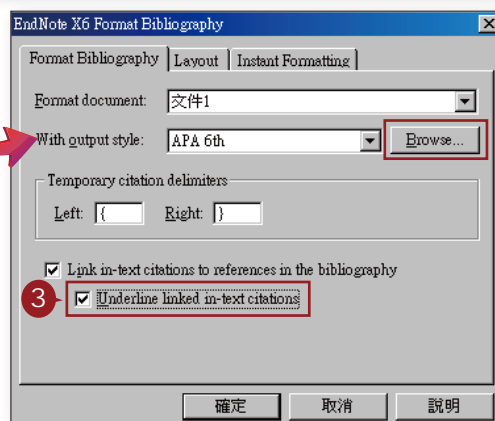 EndNote X6 Format Bibliography
Format Bibliography Layout Instant Formatting
Format document: 文件1
With output style: APA 6th Browse...
Temporary citation delimiters
Left: { Right: }
Link in-text citations to references in the bibliography
3 Underline linked in-text citations
確定 取消 說明